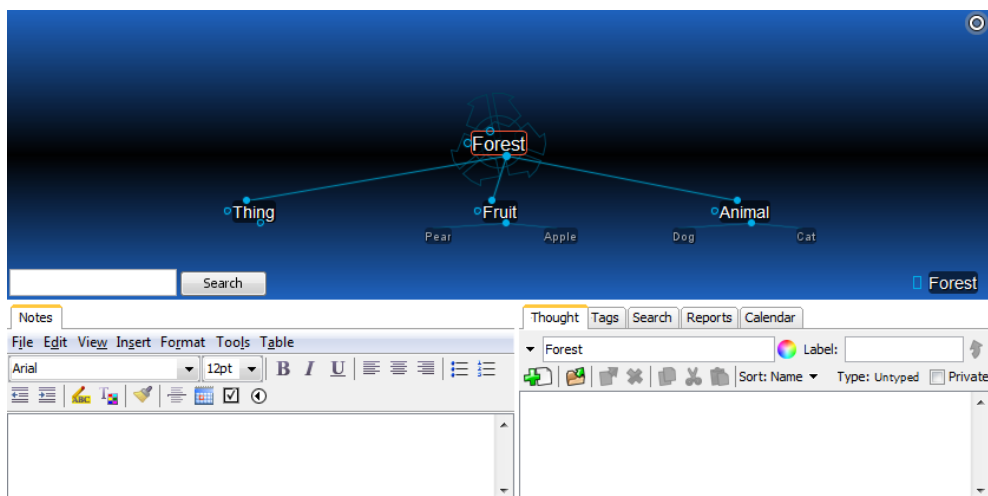 Forest
Thing Fruit Animal
Pear Apple Dog Cat
Search Forest
Notes Thought Tags Search Reports Calendar
File Edit View Insert Format Tools Table
Forest Label:
Arial 12pt B I U Sort: Name Type: Untyped Private
ABC T